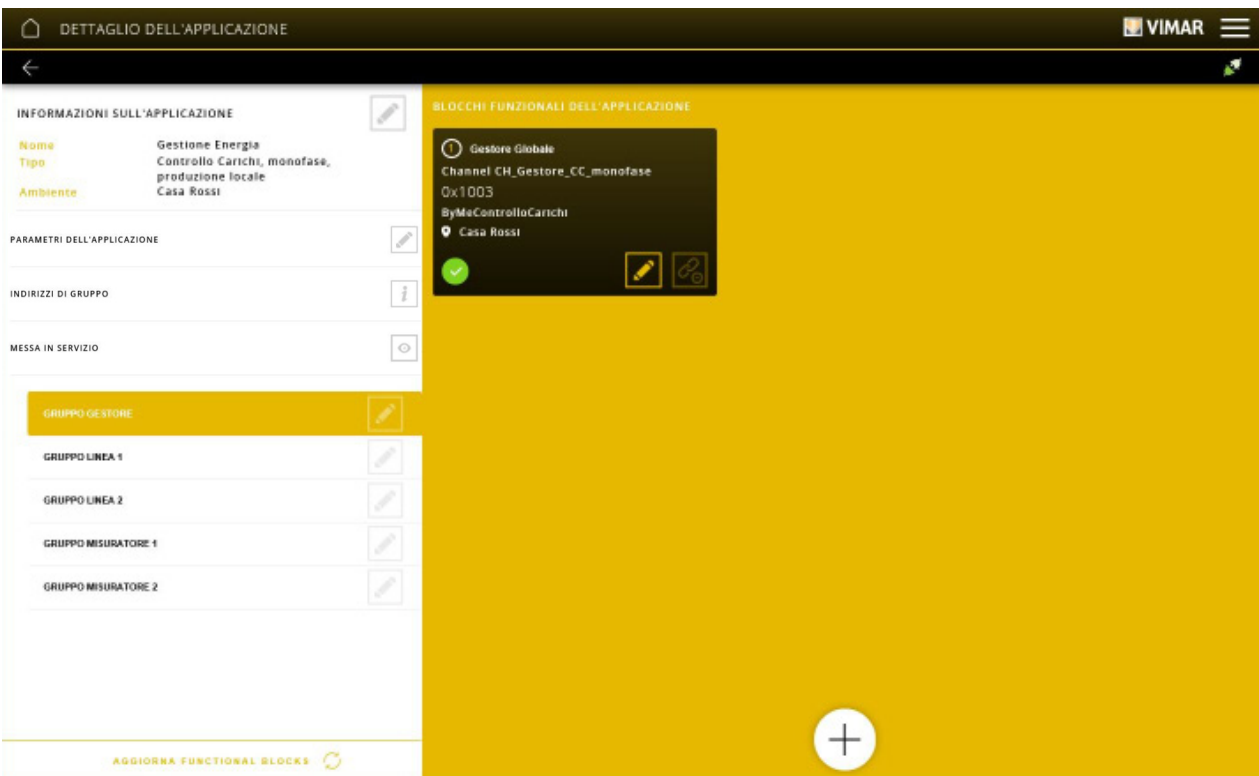 DETTAGLIO DELL'APPLICAZIONE
VIMAR
INFORMAZIONI SULL'APPLICAZIONE
Nome Gestione Energia
Tipo Controllo Carichi, monofase,
produzione locale
Ambiente Casa Rossi
PARAMETRI DELL'APPLICAZIONE
INDIRIZZI DI GRUPPO
i
MESSA IN SERVIZIO
GRUPPO GESTORE
GRUPPO LINEA 1
GRUPPO LINEA 2
GRUPPO MISURATORE 1
GRUPPO MISURATORE 2
AGGIORNA FUNCTIONAL BLOCKS
BLOCCHI FUNZIONALI DELL'APPLICAZIONE
1 Gestore Globale
Channel CH_Gestore_CC_monofase
0x1003
ByMeControlloCarichi
Casa Rossi